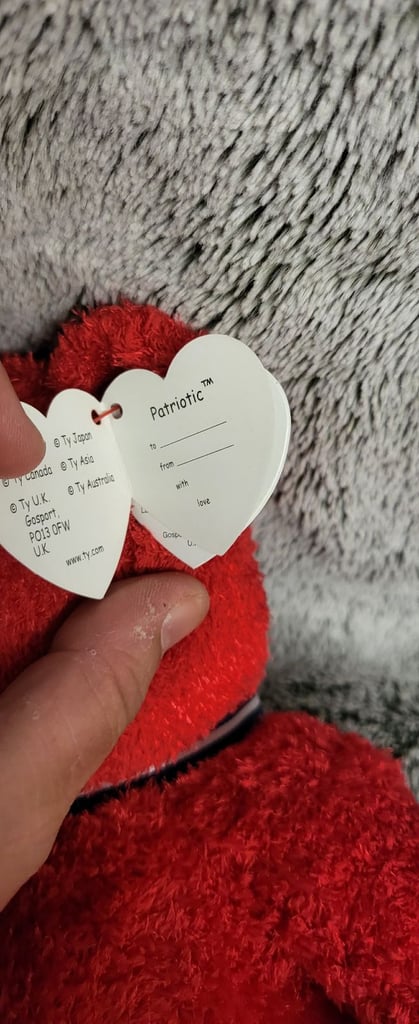 © Ty Japan
© Ty Canada
© Ty Asia
© Ty U.K.
© Ty Australia
Gosport,
PO13 0FW
U.K.
www.ty.com
Patriotic™
to
from
with
love